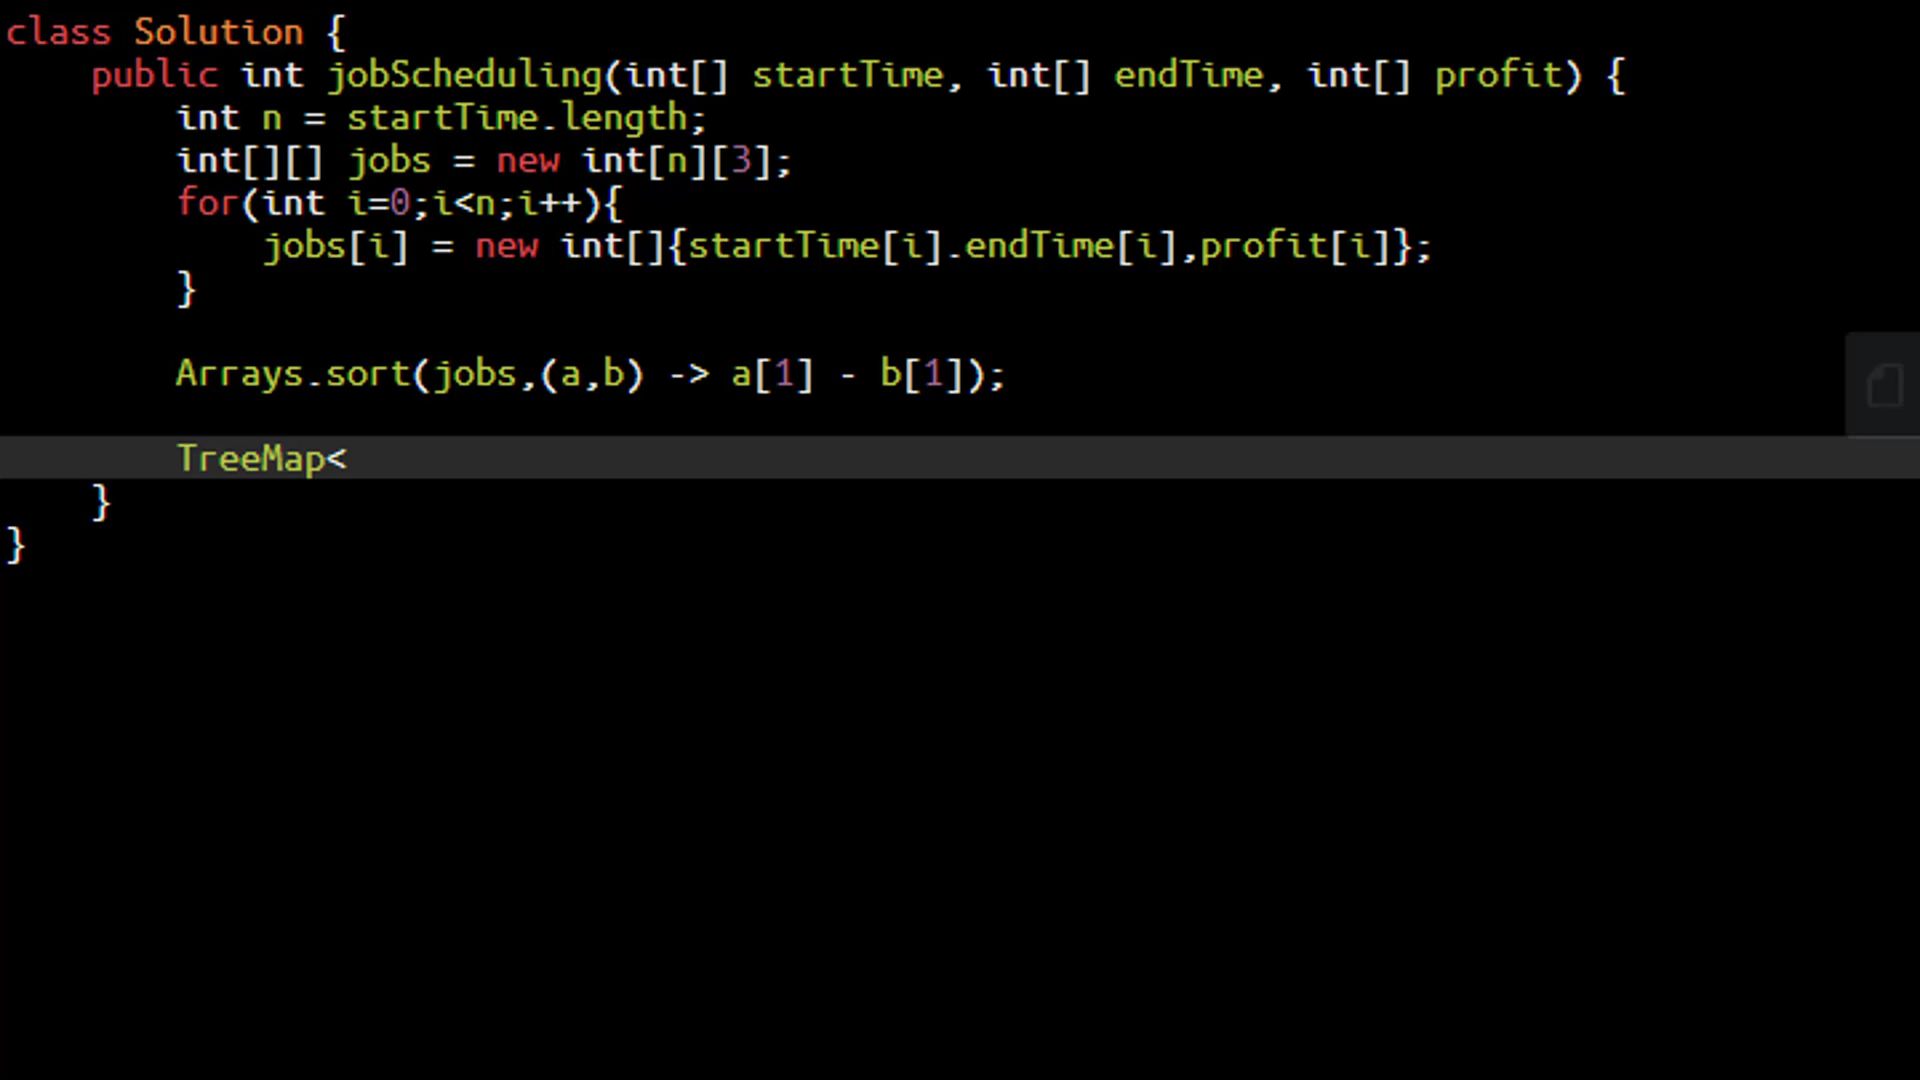 class Solution {
    public int jobScheduling(int[] startTime, int[] endTime, int[] profit) {
        int n = startTime.length;
        int[][] jobs = new int[n][3];
        for(int i=0;i<n;i++){
            jobs[i] = new int[]{startTime[i].endTime[i],profit[i]};
        }
        Arrays.sort(jobs,(a,b) -> a[1] - b[1]);
        TreeMap<
    }
}